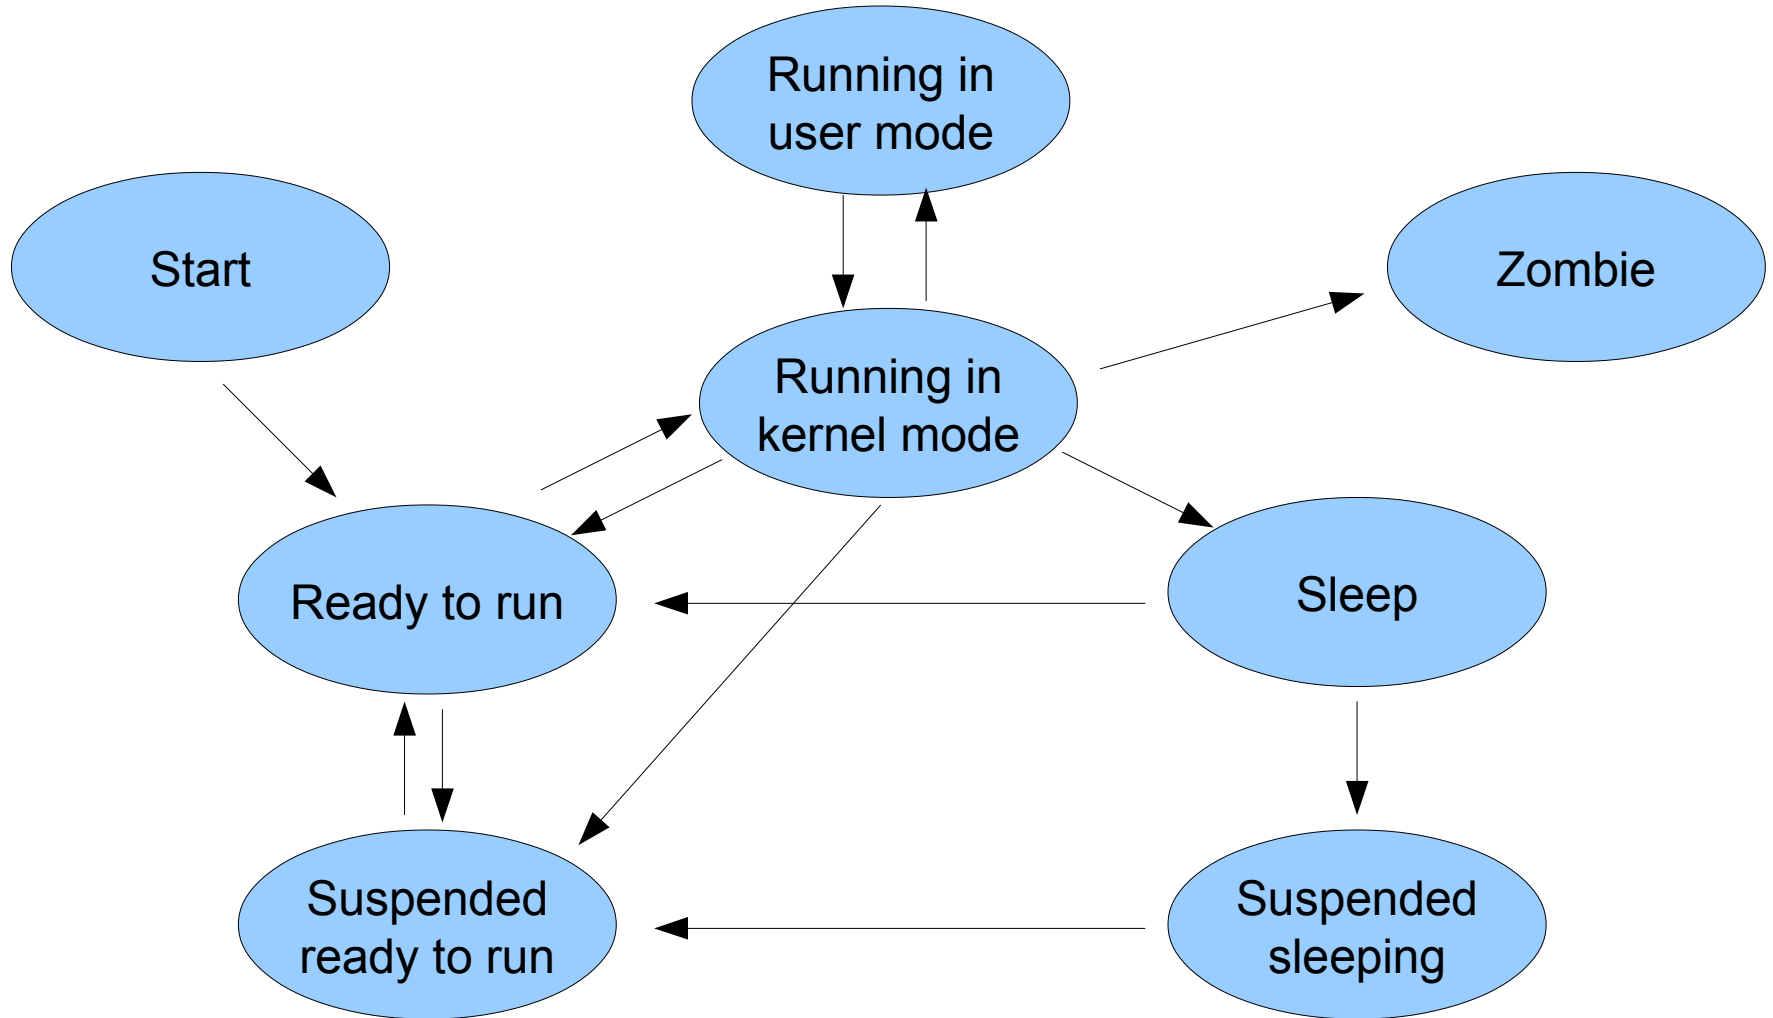 Running in
user mode
Start
Zombie
Running in
kernel mode
Ready to run
Sleep
Suspended
ready to run
Suspended
sleeping